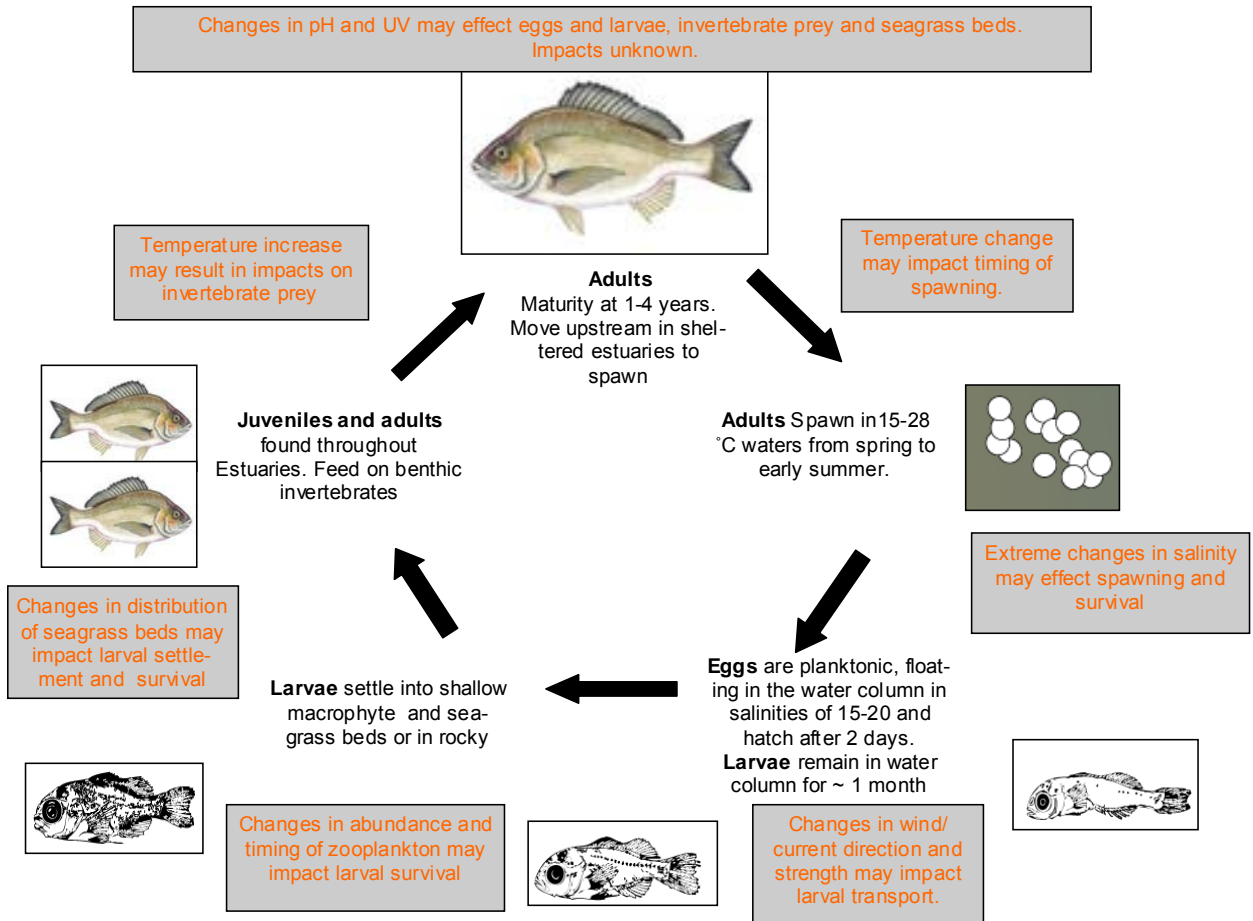 Changes in pH and UV may effect eggs and larvae, invertebrate prey and seagrass beds.
Impacts unknown.
Temperature increase
may result in impacts on
invertebrate prey
Temperature change
may impact timing of
spawning.
Adults
Maturity at 1-4 years.
Move upstream in shel-
tered estuaries to
spawn
Juveniles and adults
found throughout
Estuaries. Feed on benthic
invertebrates
Adults Spawn in15-28
˚C waters from spring to
early summer.
Extreme changes in salinity
may effect spawning and
survival
Changes in distribution
of seagrass beds may
impact larval settle-
ment and survival
Larvae settle into shallow
macrophyte and sea-
grass beds or in rocky
Eggs are planktonic, float-
ing in the water column in
salinities of 15-20 and
hatch after 2 days.
Larvae remain in water
column for ~ 1 month
Changes in abundance and
timing of zooplankton may
impact larval survival
Changes in wind/
current direction and
strength may impact
larval transport.